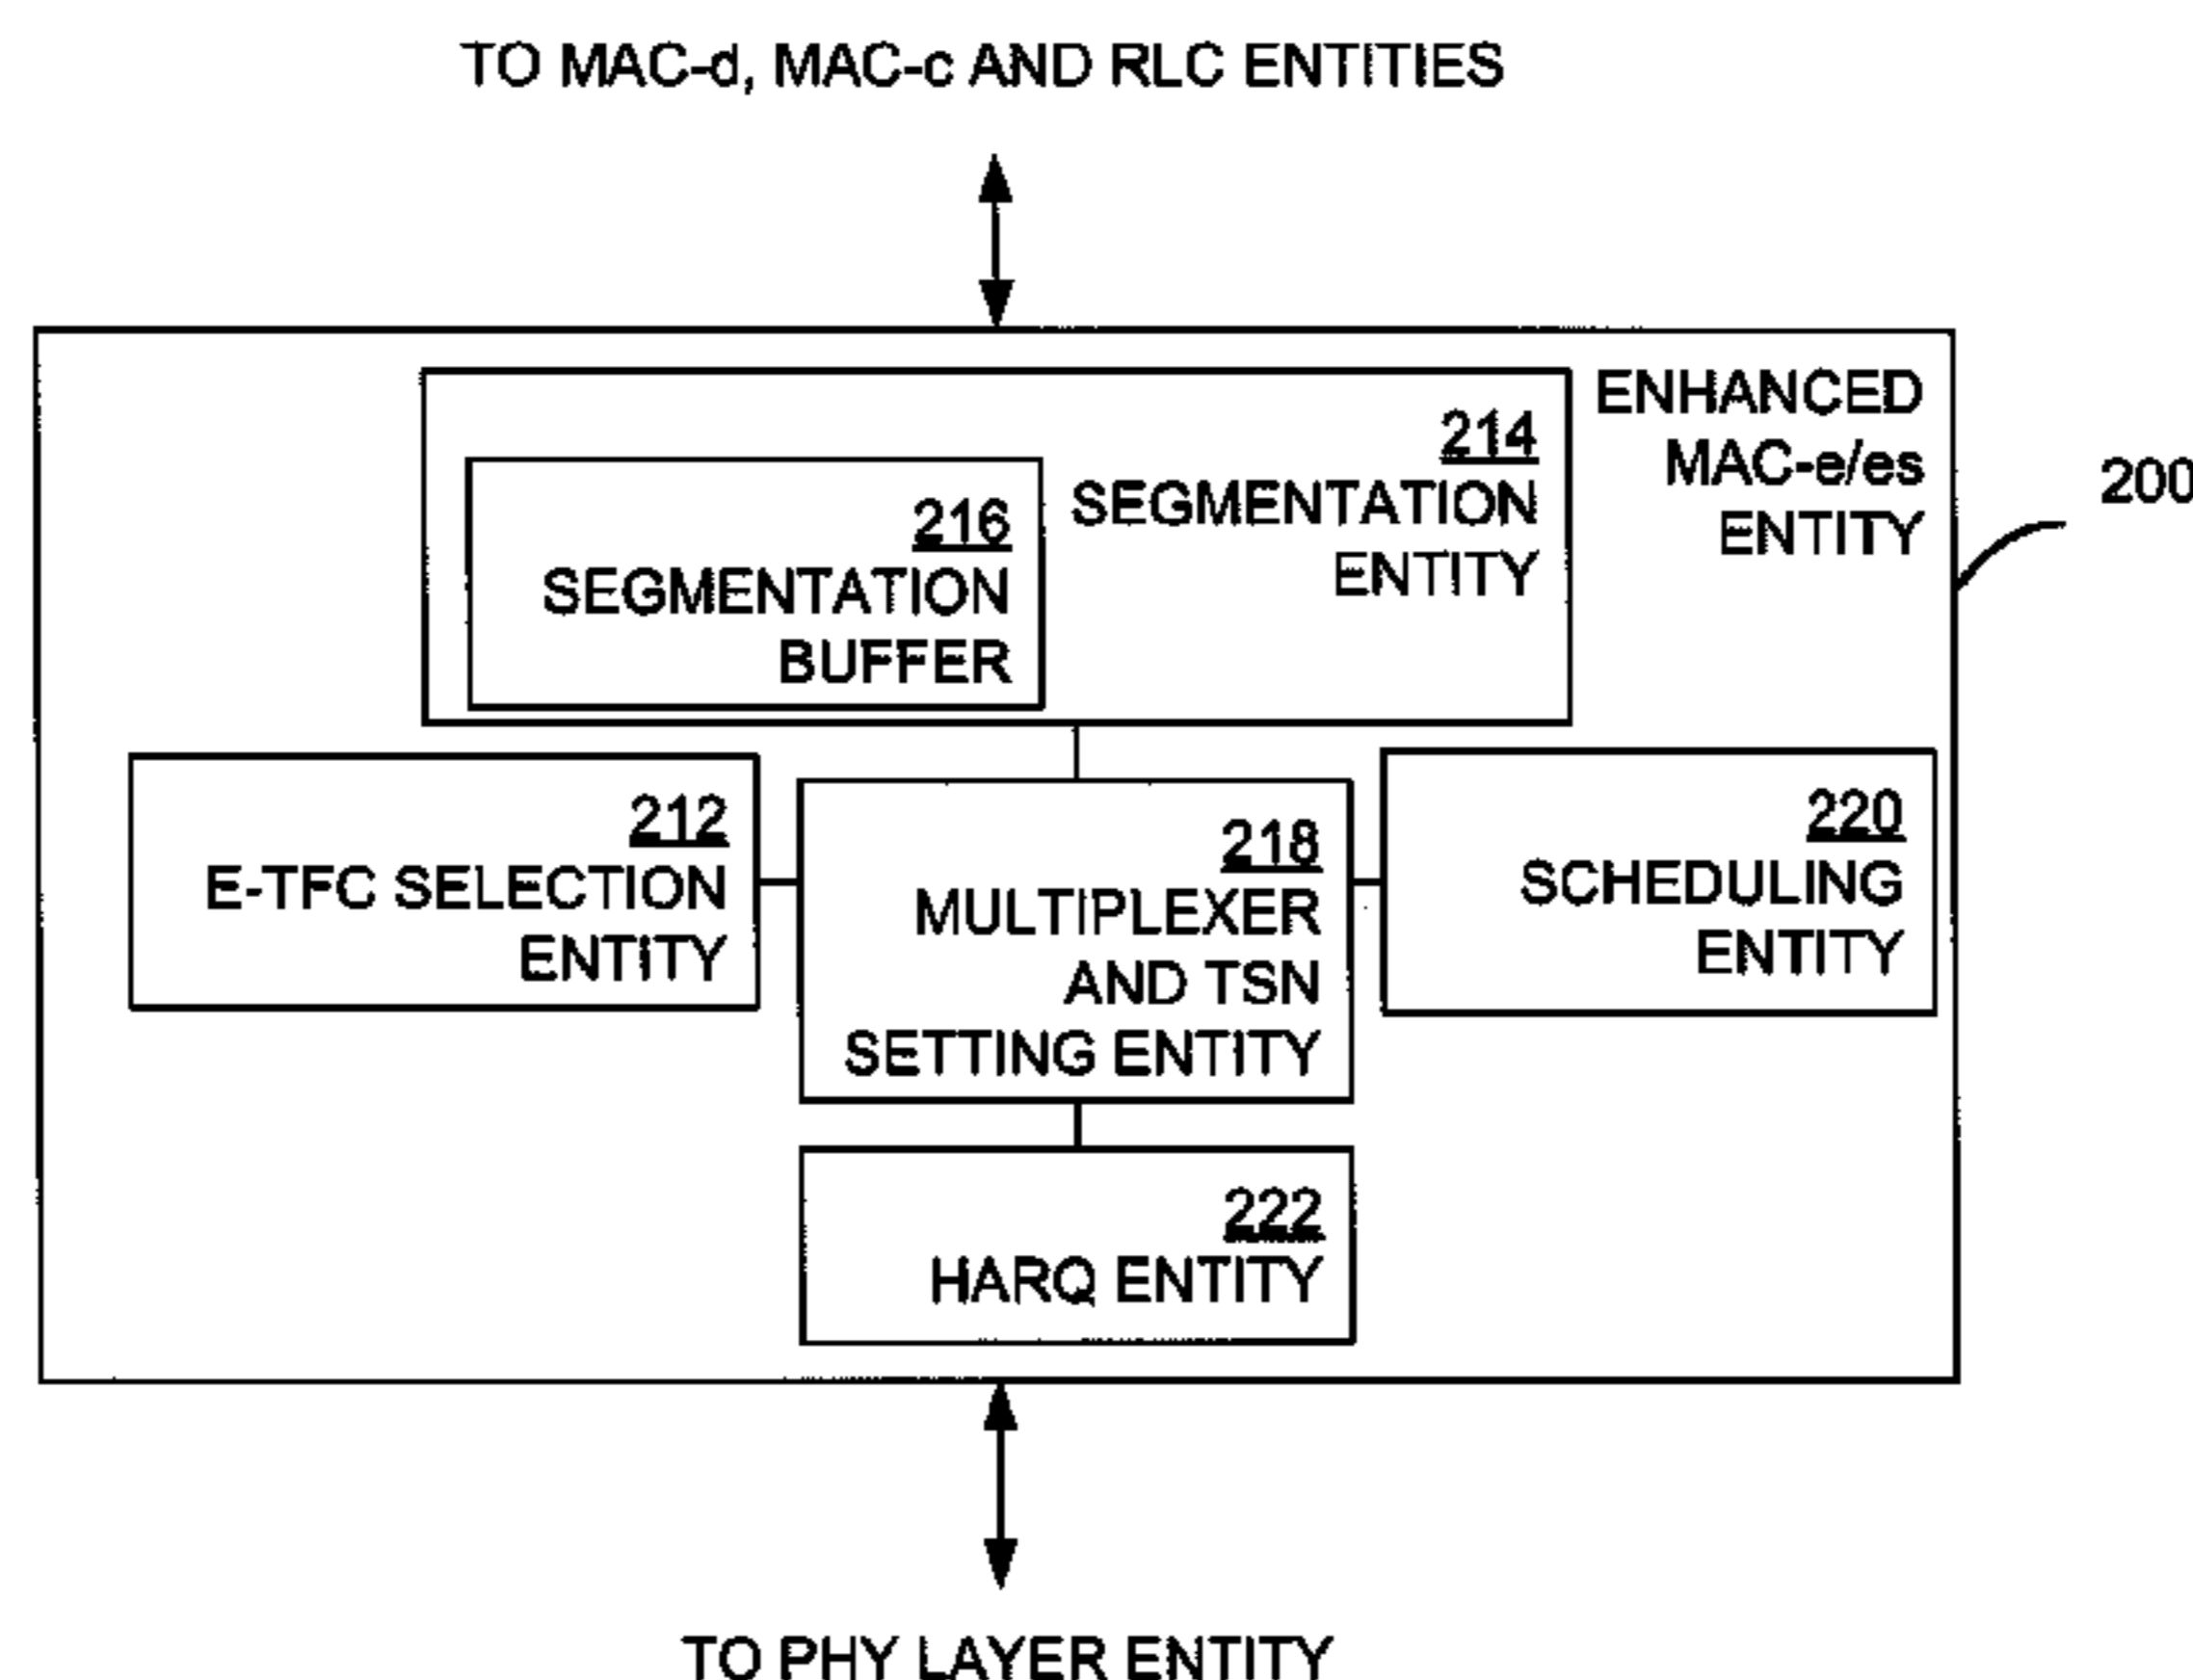 TO MAC-d, MAC-c AND RLC ENTITIES
ENHANCED
MAC-e/es
ENTITY
200
214
SEGMENTATION
ENTITY
216
SEGMENTATION
BUFFER
212
E-TFC SELECTION
ENTITY
218
MULTIPLEXER
AND TSN
SETTING ENTITY
220
SCHEDULING
ENTITY
222
HARQ ENTITY
TO PHY LAYER ENTITY